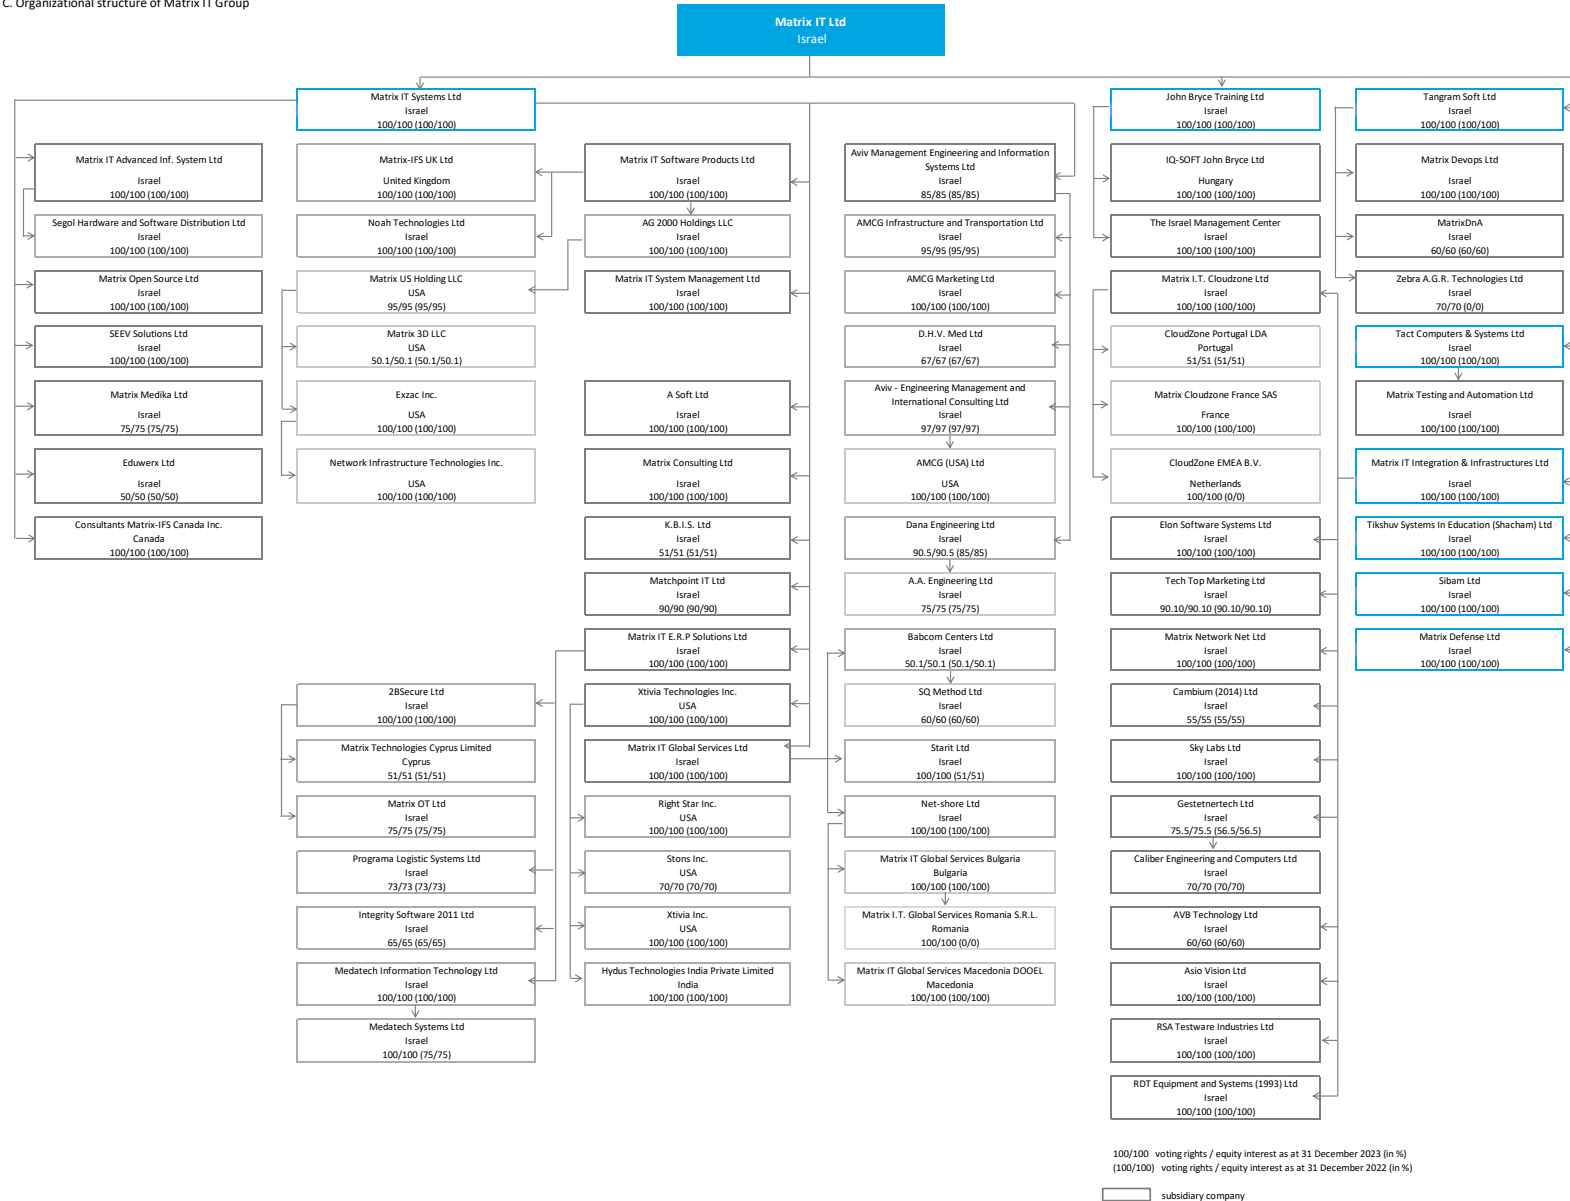 C. Organizational structure of Matrix IT Group
Matrix IT Ltd
Israel
Matrix IT Systems Ltd
Israel
100/100 (100/100)
John Bryce Training Ltd
Israel
100/100 (100/100)
Tangram Soft Ltd
Israel
100/100 (100/100)
Matrix IT Advanced Inf. System Ltd
Israel
100/100 (100/100)
Matrix-IFS UK Ltd
United Kingdom
100/100 (100/100)
Matrix IT Software Products Ltd
Israel
100/100 (100/100)
Aviv Management Engineering and Information
Systems Ltd
Israel
85/85 (85/85)
IQ-SOFT John Bryce Ltd
Hungary
100/100 (100/100)
Matrix Devops Ltd
Israel
100/100 (100/100)
Segol Hardware and Software Distribution Ltd
Israel
100/100 (100/100)
Noah Technologies Ltd
Israel
100/100 (100/100)
AG 2000 Holdings LLC
Israel
100/100 (100/100)
AMCG Infrastructure and Transportation Ltd
Israel
95/95 (95/95)
The Israel Management Center
Israel
100/100 (100/100)
MatrixDnA
Israel
60/60 (60/60)
Matrix Open Source Ltd
Israel
100/100 (100/100)
Matrix US Holding LLC
USA
95/95 (95/95)
Matrix IT System Management Ltd
Israel
100/100 (100/100)
AMCG Marketing Ltd
Israel
100/100 (100/100)
Matrix I.T. Cloudzone Ltd
Israel
100/100 (100/100)
Zebra A.G.R. Technologies Ltd
Israel
70/70 (0/0)
SEEV Solutions Ltd
Israel
100/100 (100/100)
Matrix 3D LLC
USA
50.1/50.1 (50.1/50.1)
D.H.V. Med Ltd
Israel
67/67 (67/67)
CloudZone Portugal LDA
Portugal
51/51 (51/51)
Tact Computers & Systems Ltd
Israel
100/100 (100/100)
Matrix Medika Ltd
Israel
75/75 (75/75)
Exzac Inc.
USA
100/100 (100/100)
A Soft Ltd
Israel
100/100 (100/100)
Aviv - Engineering Management and
International Consulting Ltd
Israel
97/97 (97/97)
Matrix Cloudzone France SAS
France
100/100 (100/100)
Matrix Testing and Automation Ltd
Israel
100/100 (100/100)
Eduwerx Ltd
Israel
50/50 (50/50)
Network Infrastructure Technologies Inc.
USA
100/100 (100/100)
Matrix Consulting Ltd
Israel
100/100 (100/100)
AMCG (USA) Ltd
USA
100/100 (100/100)
CloudZone EMEA B.V.
Netherlands
100/100 (0/0)
Matrix IT Integration & Infrastructures Ltd
Israel
100/100 (100/100)
Consultants Matrix-IFS Canada Inc.
Canada
100/100 (100/100)
K.B.I.S. Ltd
Israel
51/51 (51/51)
Dana Engineering Ltd
Israel
90.5/90.5 (85/85)
Elon Software Systems Ltd
Israel
100/100 (100/100)
Tikshuv Systems In Education (Shacham) Ltd
Israel
100/100 (100/100)
Matchpoint IT Ltd
Israel
90/90 (90/90)
A.A. Engineering Ltd
Israel
75/75 (75/75)
Tech Top Marketing Ltd
Israel
90.10/90.10 (90.10/90.10)
Sibam Ltd
Israel
100/100 (100/100)
Matrix IT E.R.P Solutions Ltd
Israel
100/100 (100/100)
Babcom Centers Ltd
Israel
50.1/50.1 (50.1/50.1)
Matrix Network Net Ltd
Israel
100/100 (100/100)
Matrix Defense Ltd
Israel
100/100 (100/100)
2BSecure Ltd
Israel
100/100 (100/100)
Xtivia Technologies Inc.
USA
100/100 (100/100)
SQ Method Ltd
Israel
60/60 (60/60)
Cambium (2014) Ltd
Israel
55/55 (55/55)
Matrix Technologies Cyprus Limited
Cyprus
51/51 (51/51)
Matrix IT Global Services Ltd
Israel
100/100 (100/100)
Starit Ltd
Israel
100/100 (51/51)
Sky Labs Ltd
Israel
100/100 (100/100)
Matrix OT Ltd
Israel
75/75 (75/75)
Right Star Inc.
USA
100/100 (100/100)
Net-shore Ltd
Israel
100/100 (100/100)
Gestetnertech Ltd
Israel
75.5/75.5 (56.5/56.5)
Programa Logistic Systems Ltd
Israel
73/73 (73/73)
Stons Inc.
USA
70/70 (70/70)
Matrix IT Global Services Bulgaria
Bulgaria
100/100 (100/100)
Caliber Engineering and Computers Ltd
Israel
70/70 (70/70)
Integrity Software 2011 Ltd
Israel
65/65 (65/65)
Xtivia Inc.
USA
100/100 (100/100)
Matrix I.T. Global Services Romania S.R.L.
Romania
100/100 (0/0)
AVB Technology Ltd
Israel
60/60 (60/60)
Medatech Information Technology Ltd
Israel
100/100 (100/100)
Hydus Technologies India Private Limited
India
100/100 (100/100)
Matrix IT Global Services Macedonia DOOEL
Macedonia
100/100 (100/100)
Asio Vision Ltd
Israel
100/100 (100/100)
Medatech Systems Ltd
Israel
100/100 (75/75)
RSA Testware Industries Ltd
Israel
100/100 (100/100)
RDT Equipment and Systems (1993) Ltd
Israel
100/100 (100/100)
100/100 voting rights / equity interest as at 31 December 2023 (in %)
(100/100) voting rights / equity interest as at 31 December 2022 (in %)
subsidiary company